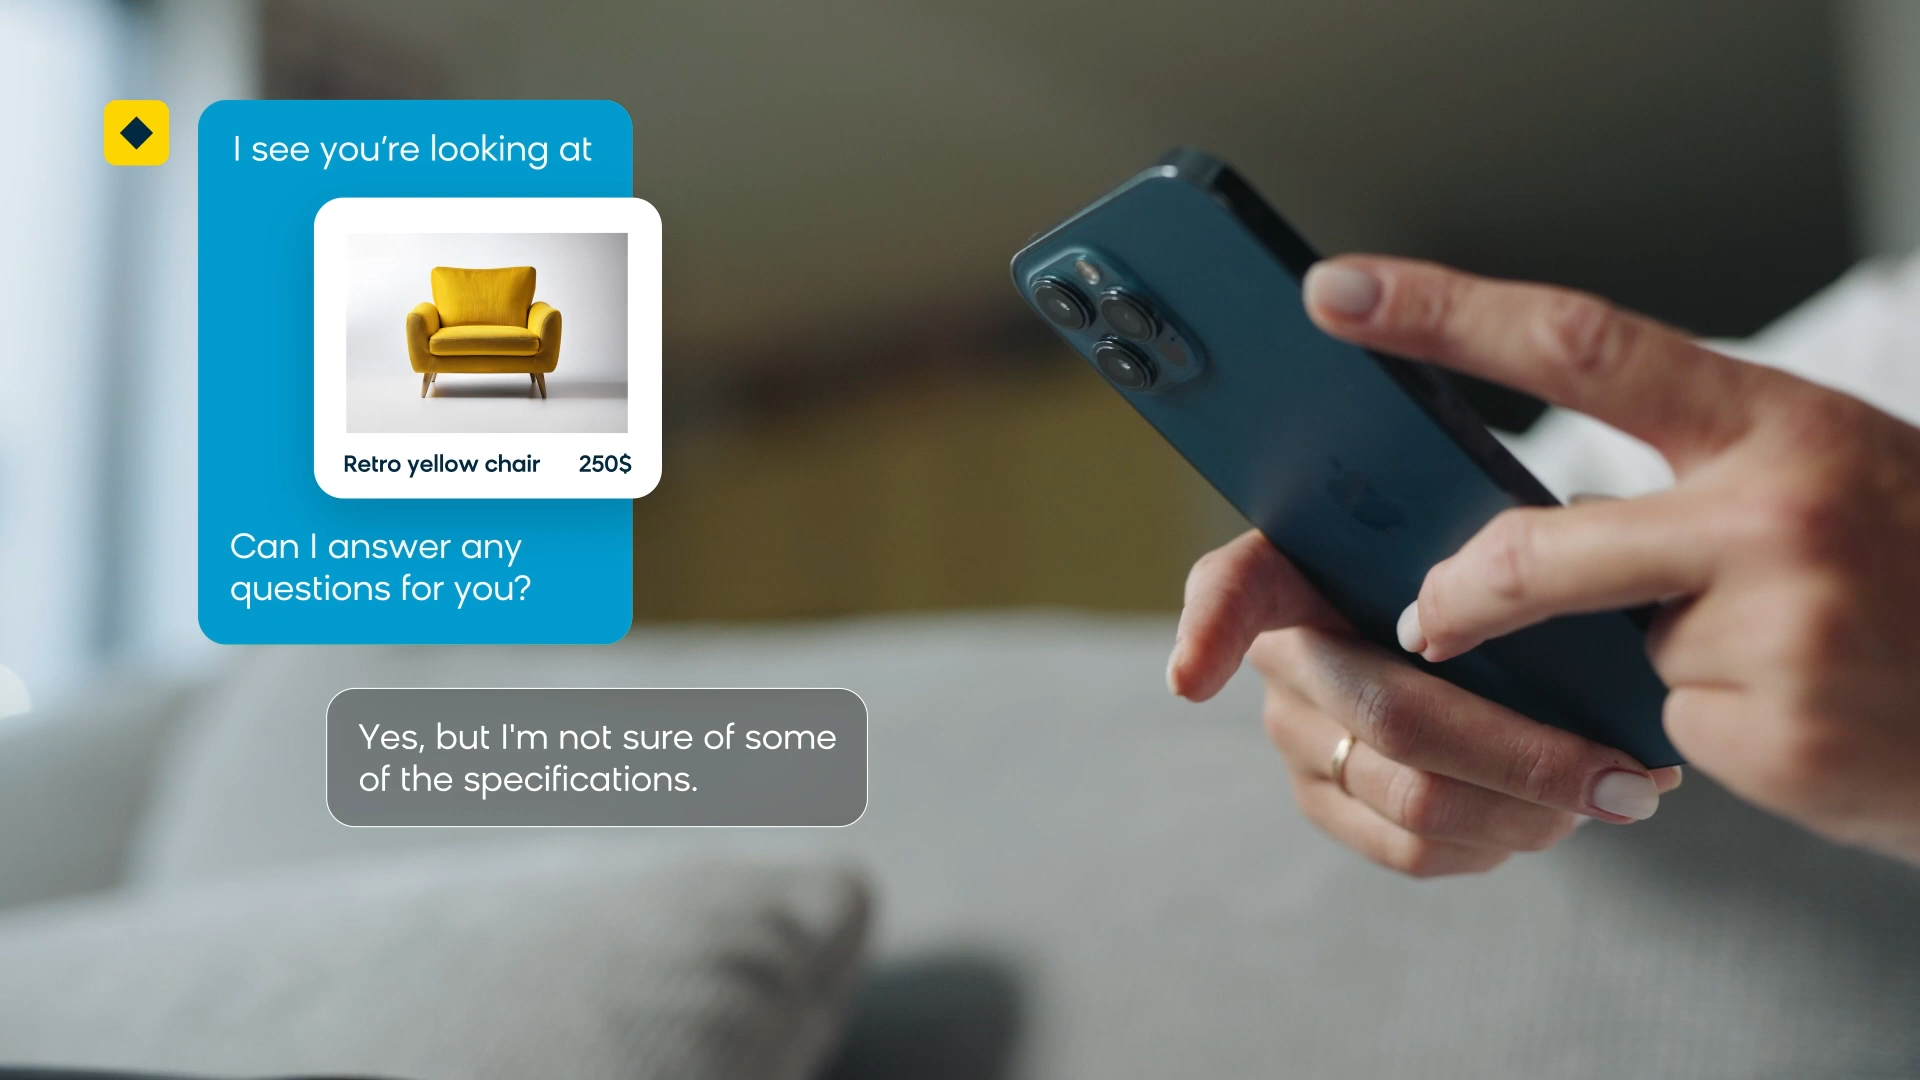 I see you’re looking at
Retro yellow chair 250$
Can I answer any
questions for you?
Yes, but I'm not sure of some
of the specifications.